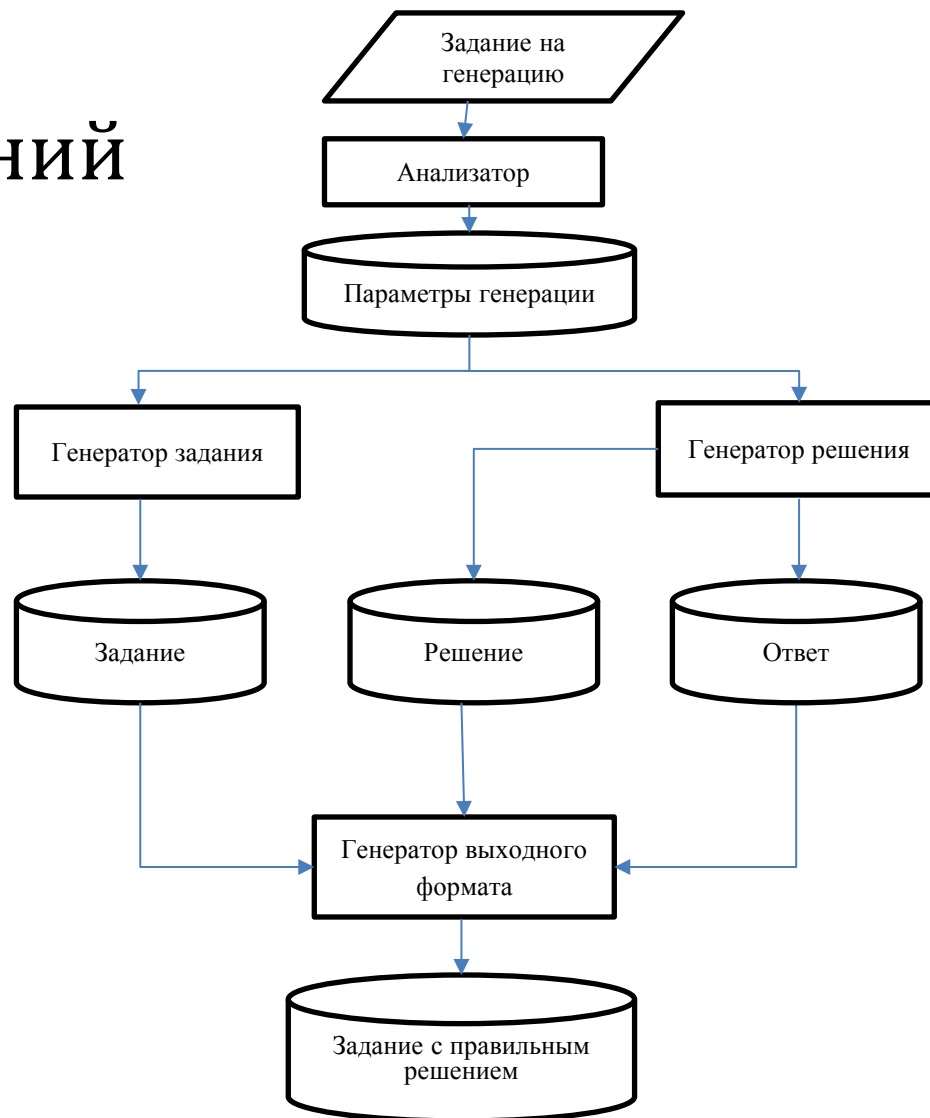 Задание на
генерацию
ний
Анализатор
Параметры генерации
Генератор задания
Генератор решения
Задание
Решение
Ответ
Генератор выходного
формата
Задание с правильным
решением